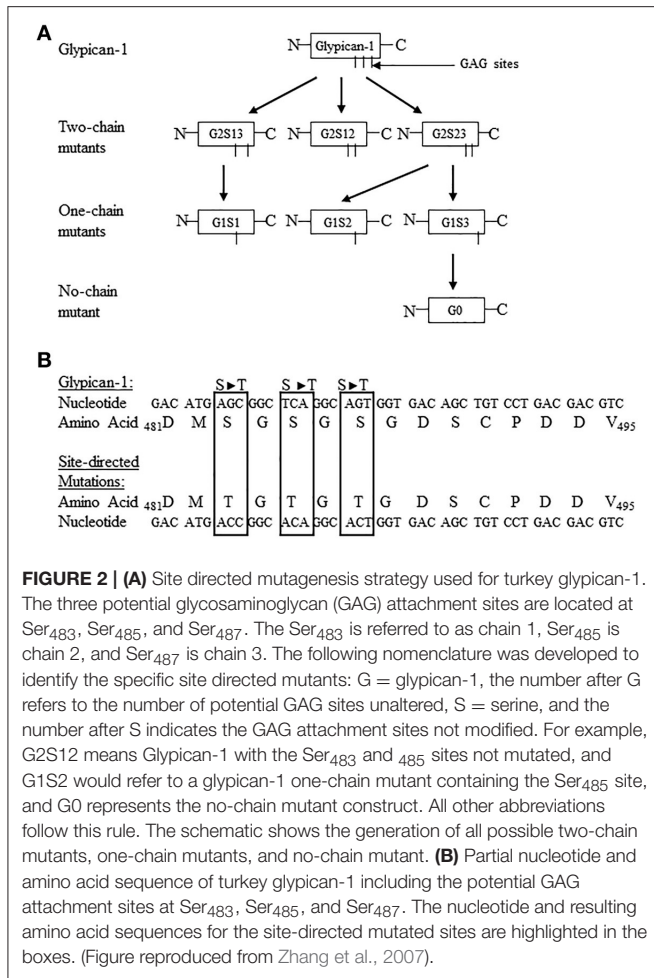 A
Glypican-1 N Glypican-1 C
GAG sites
Two-chain mutants N G2S13 C N G2S12 C N G2S23 C
One-chain mutants N G1S1 C N G1S2 C N G1S3 C
No-chain mutant N G0 C
B
S▶T S▶T S▶T
Glypican-1:
Nucleotide GAC ATG AGC GGC TCA GGC AGT GGT GAC AGC TGT CCT GAC GAC GTC
Amino Acid 481D M S G S G S G D S C P D D V495
Site-directed
Mutations:
Amino Acid 481D M T G T G T G D S C P D D V495
Nucleotide GAC ATG ACC GGC ACA GGC ACT GGT GAC AGC TGT CCT GAC GAC GTC
FIGURE 2 | (A) Site directed mutagenesis strategy used for turkey glypican-1.
The three potential glycosaminoglycan (GAG) attachment sites are located at
Ser483, Ser485, and Ser487. The Ser483 is referred to as chain 1, Ser485 is
chain 2, and Ser487 is chain 3. The following nomenclature was developed to
identify the specific site directed mutants: G = glypican-1, the number after G
refers to the number of potential GAG sites unaltered, S = serine, and the
number after S indicates the GAG attachment sites not modified. For example,
G2S12 means Glypican-1 with the Ser483 and 485 sites not mutated, and
G1S2 would refer to a glypican-1 one-chain mutant containing the Ser485 site,
and G0 represents the no-chain mutant construct. All other abbreviations
follow this rule. The schematic shows the generation of all possible two-chain
mutants, one-chain mutants, and no-chain mutant. (B) Partial nucleotide and
amino acid sequence of turkey glypican-1 including the potential GAG
attachment sites at Ser483, Ser485, and Ser487. The nucleotide and resulting
amino acid sequences for the site-directed mutated sites are highlighted in the
boxes. (Figure reproduced from Zhang et al., 2007).